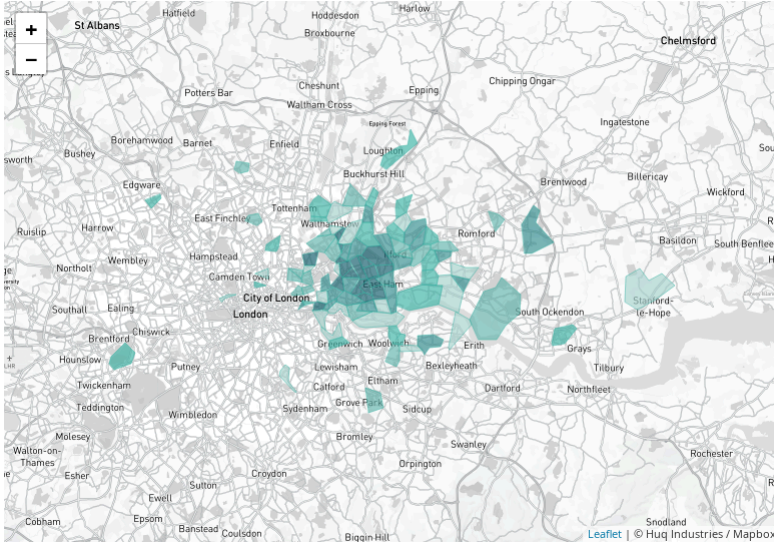 Hatfield
Harlow
Hoddesdon
+
St Albans
Broxbourne
Chelmsford
−
Cheshunt
Epping
Chipping Ongar
Potters Bar
Waltham Cross
Epping Forest
Ingatestone
Enfield
Borehamwood
Barnet
Loughton
Bushey
sworth
Buckhurst Hill
Billericay
Brentwood
Edgware
Wickford
Tottenham
East Finchley
Walthamstow
Harrow
Ruislip
Romford
Basildon
South Benflee
Hampstead
Wembley
Northolt
Camden Town
East Ham
City of London
Stanford-
le-Hope
Southall
Ealing
London
South Ockendon
Chiswick
Brentford
Greenwich
Woolwich
Erith
Grays
Hounslow
LHR
Putney
Lewisham
Bexleyheath
Tilbury
Twickenham
Catford
Eltham
Dartford
Northfleet
Teddington
Wimbledon
Sydenham
Grove Park
Sidcup
Molesey
Bromley
Swanley
Walton-on-
Thames
Rochester
Orpington
Esher
Croydon
Sutton
Ewell
Cobham
Epsom
Banstead
Coulsdon
Biggin Hill
Snodland
Leaflet | © Huq Industries / Mapbox